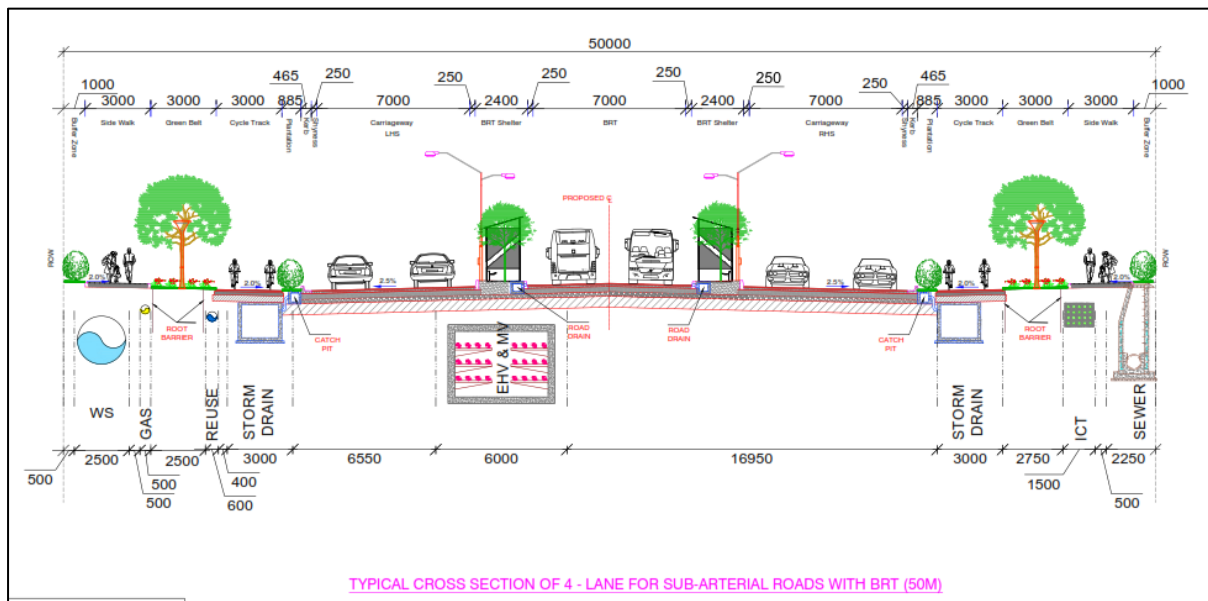 50000
465 250 250 250 250 250 250 465
1000 3000 3000 3000 885 7000 2400 7000 2400 7000 885 3000 3000 3000 1000
Buffer Zone Side Walk Green Belt Cycle Track Plantation Kerb Shyness Carriageway BRT Shelter BRT BRT Shelter Carriageway Shyness Kerb Plantation Cycle Track Green Belt Side Walk Buffer Zone
LHS RHS
PROPOSED ℄
ROW ROW
2.0% 2.0% 2.5% 2.5% 2.0% 2.0%
ROOT BARRIER
CATCH PIT
ROAD DRAIN
ROAD DRAIN
CATCH PIT
ROOT BARRIER
EHV & MV
WS GAS REUSE STORM DRAIN STORM DRAIN ICT SEWER
2500 2500 3000 6550 6000 16950 3000 2750 2250
500 500 400 1500 500
500 600
TYPICAL CROSS SECTION OF 4 - LANE FOR SUB-ARTERIAL ROADS WITH BRT (50M)